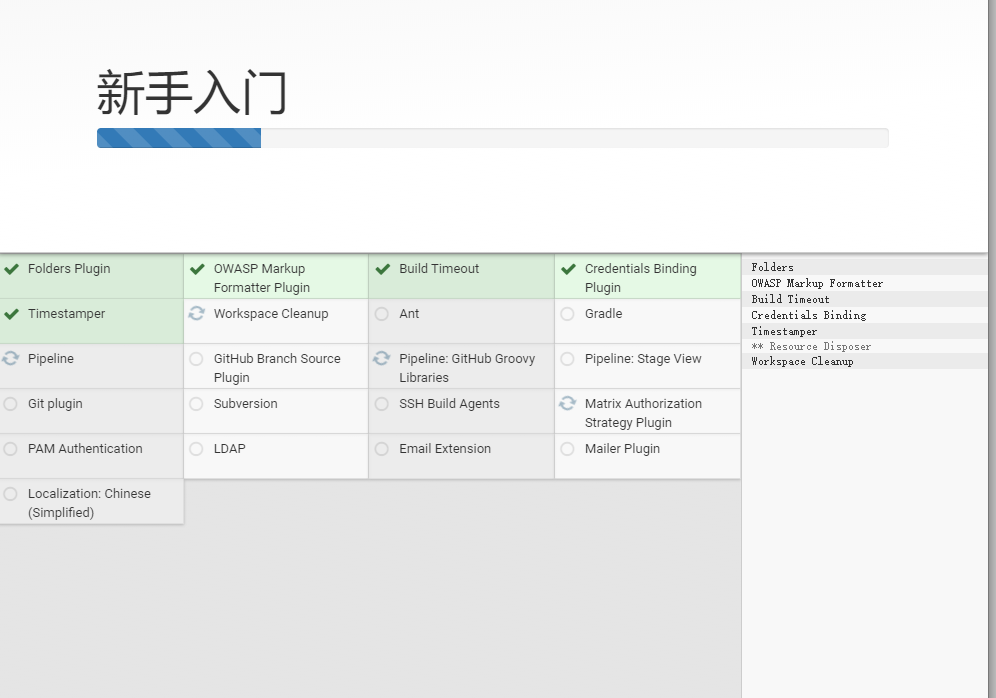 新手入门
Folders Plugin
OWASP Markup
Formatter Plugin
Build Timeout
Credentials Binding
Plugin
Timestamper
Workspace Cleanup
Ant
Gradle
Pipeline
GitHub Branch Source
Plugin
Pipeline: GitHub Groovy
Libraries
Pipeline: Stage View
Git plugin
Subversion
SSH Build Agents
Matrix Authorization
Strategy Plugin
PAM Authentication
LDAP
Email Extension
Mailer Plugin
Localization: Chinese
(Simplified)
Folders
OWASP Markup Formatter
Build Timeout
Credentials Binding
Timestamper
** Resource Disposer
Workspace Cleanup